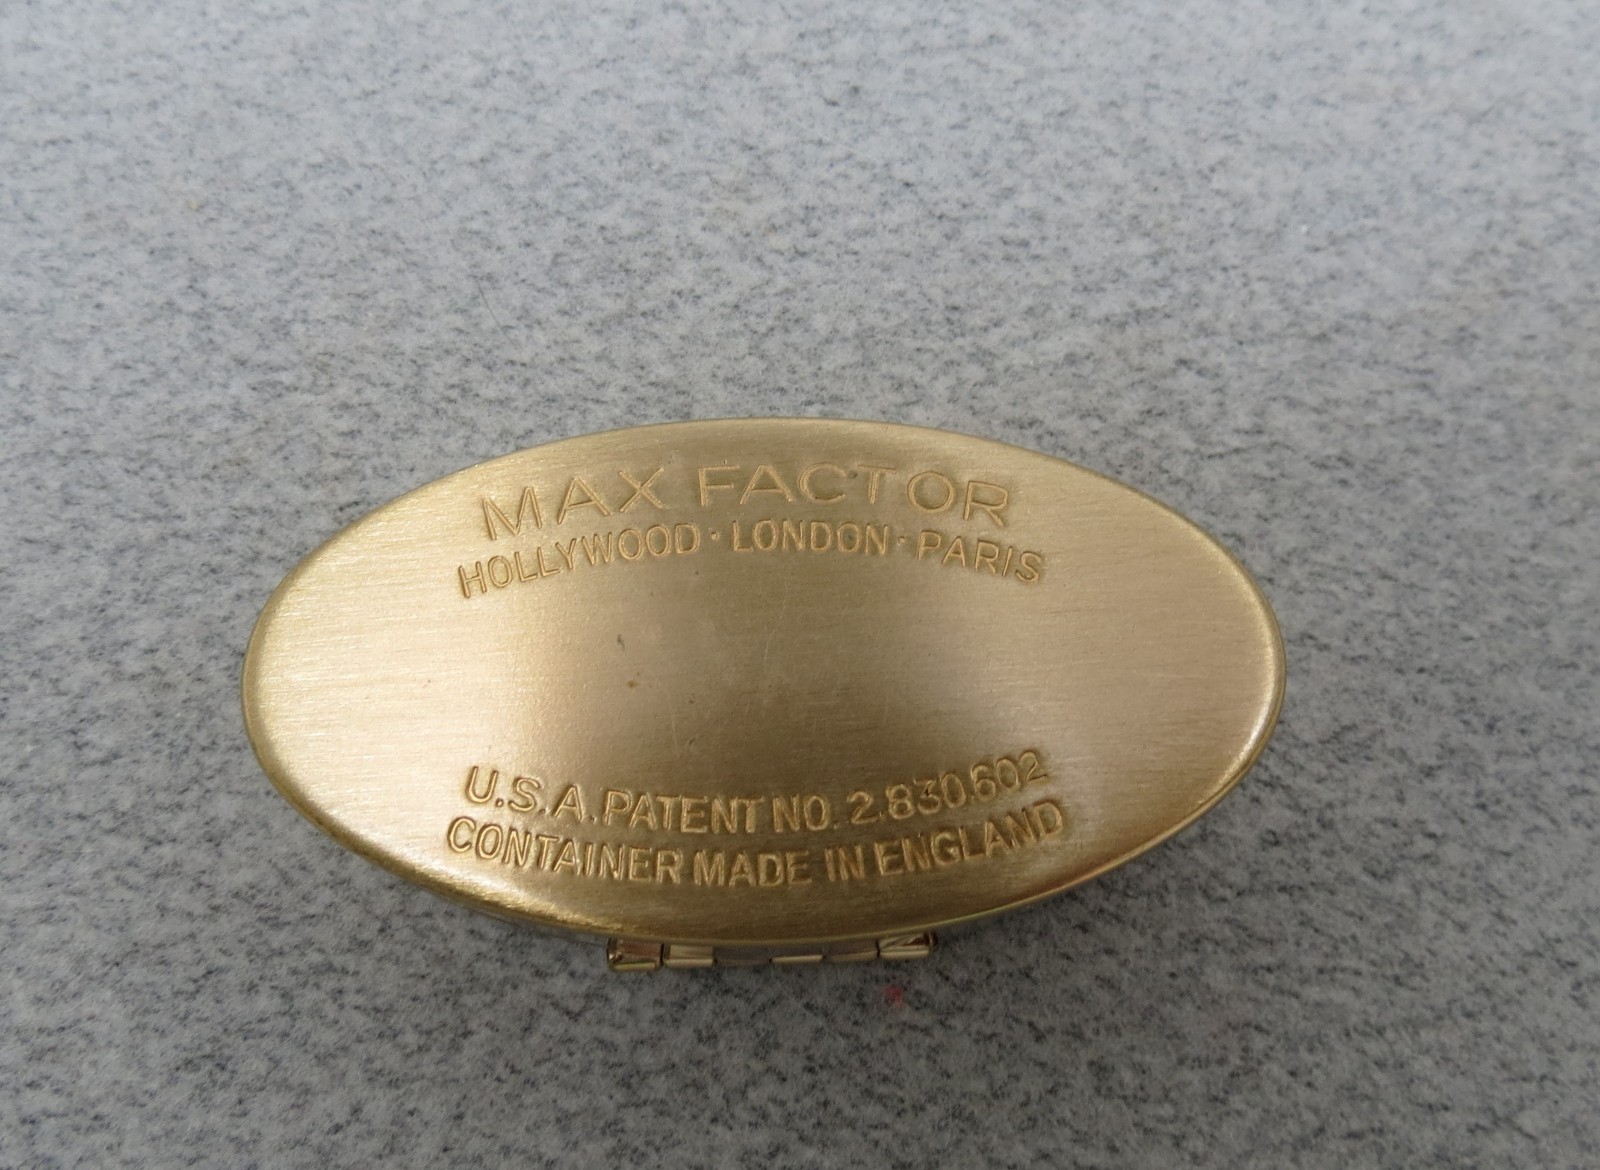 MAX FACTOR
HOLLYWOOD · LONDON · PARIS
U.S.A. PATENT NO. 2.830.602
CONTAINER MADE IN ENGLAND